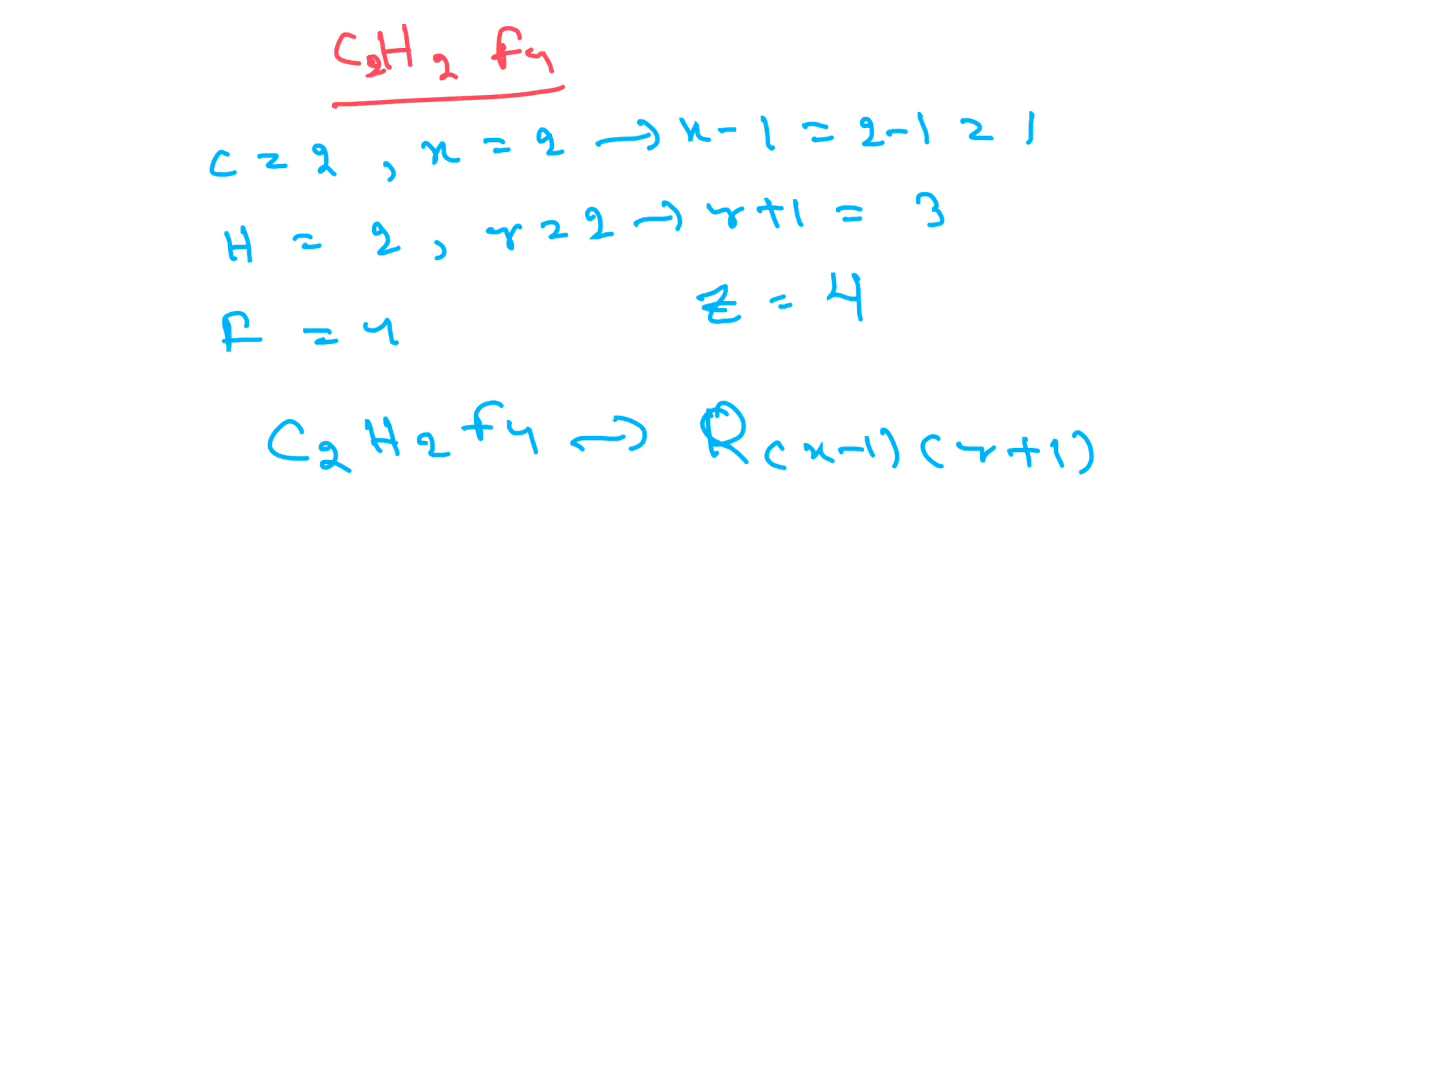 C₂H₂ F₄
C = 2 , x = 2 → x - 1 = 2 - 1 = 1
H = 2 , y = 2 → y + 1 = 3
F = 4 z = 4
C₂H₂F₄ → R(x-1)(y+1)